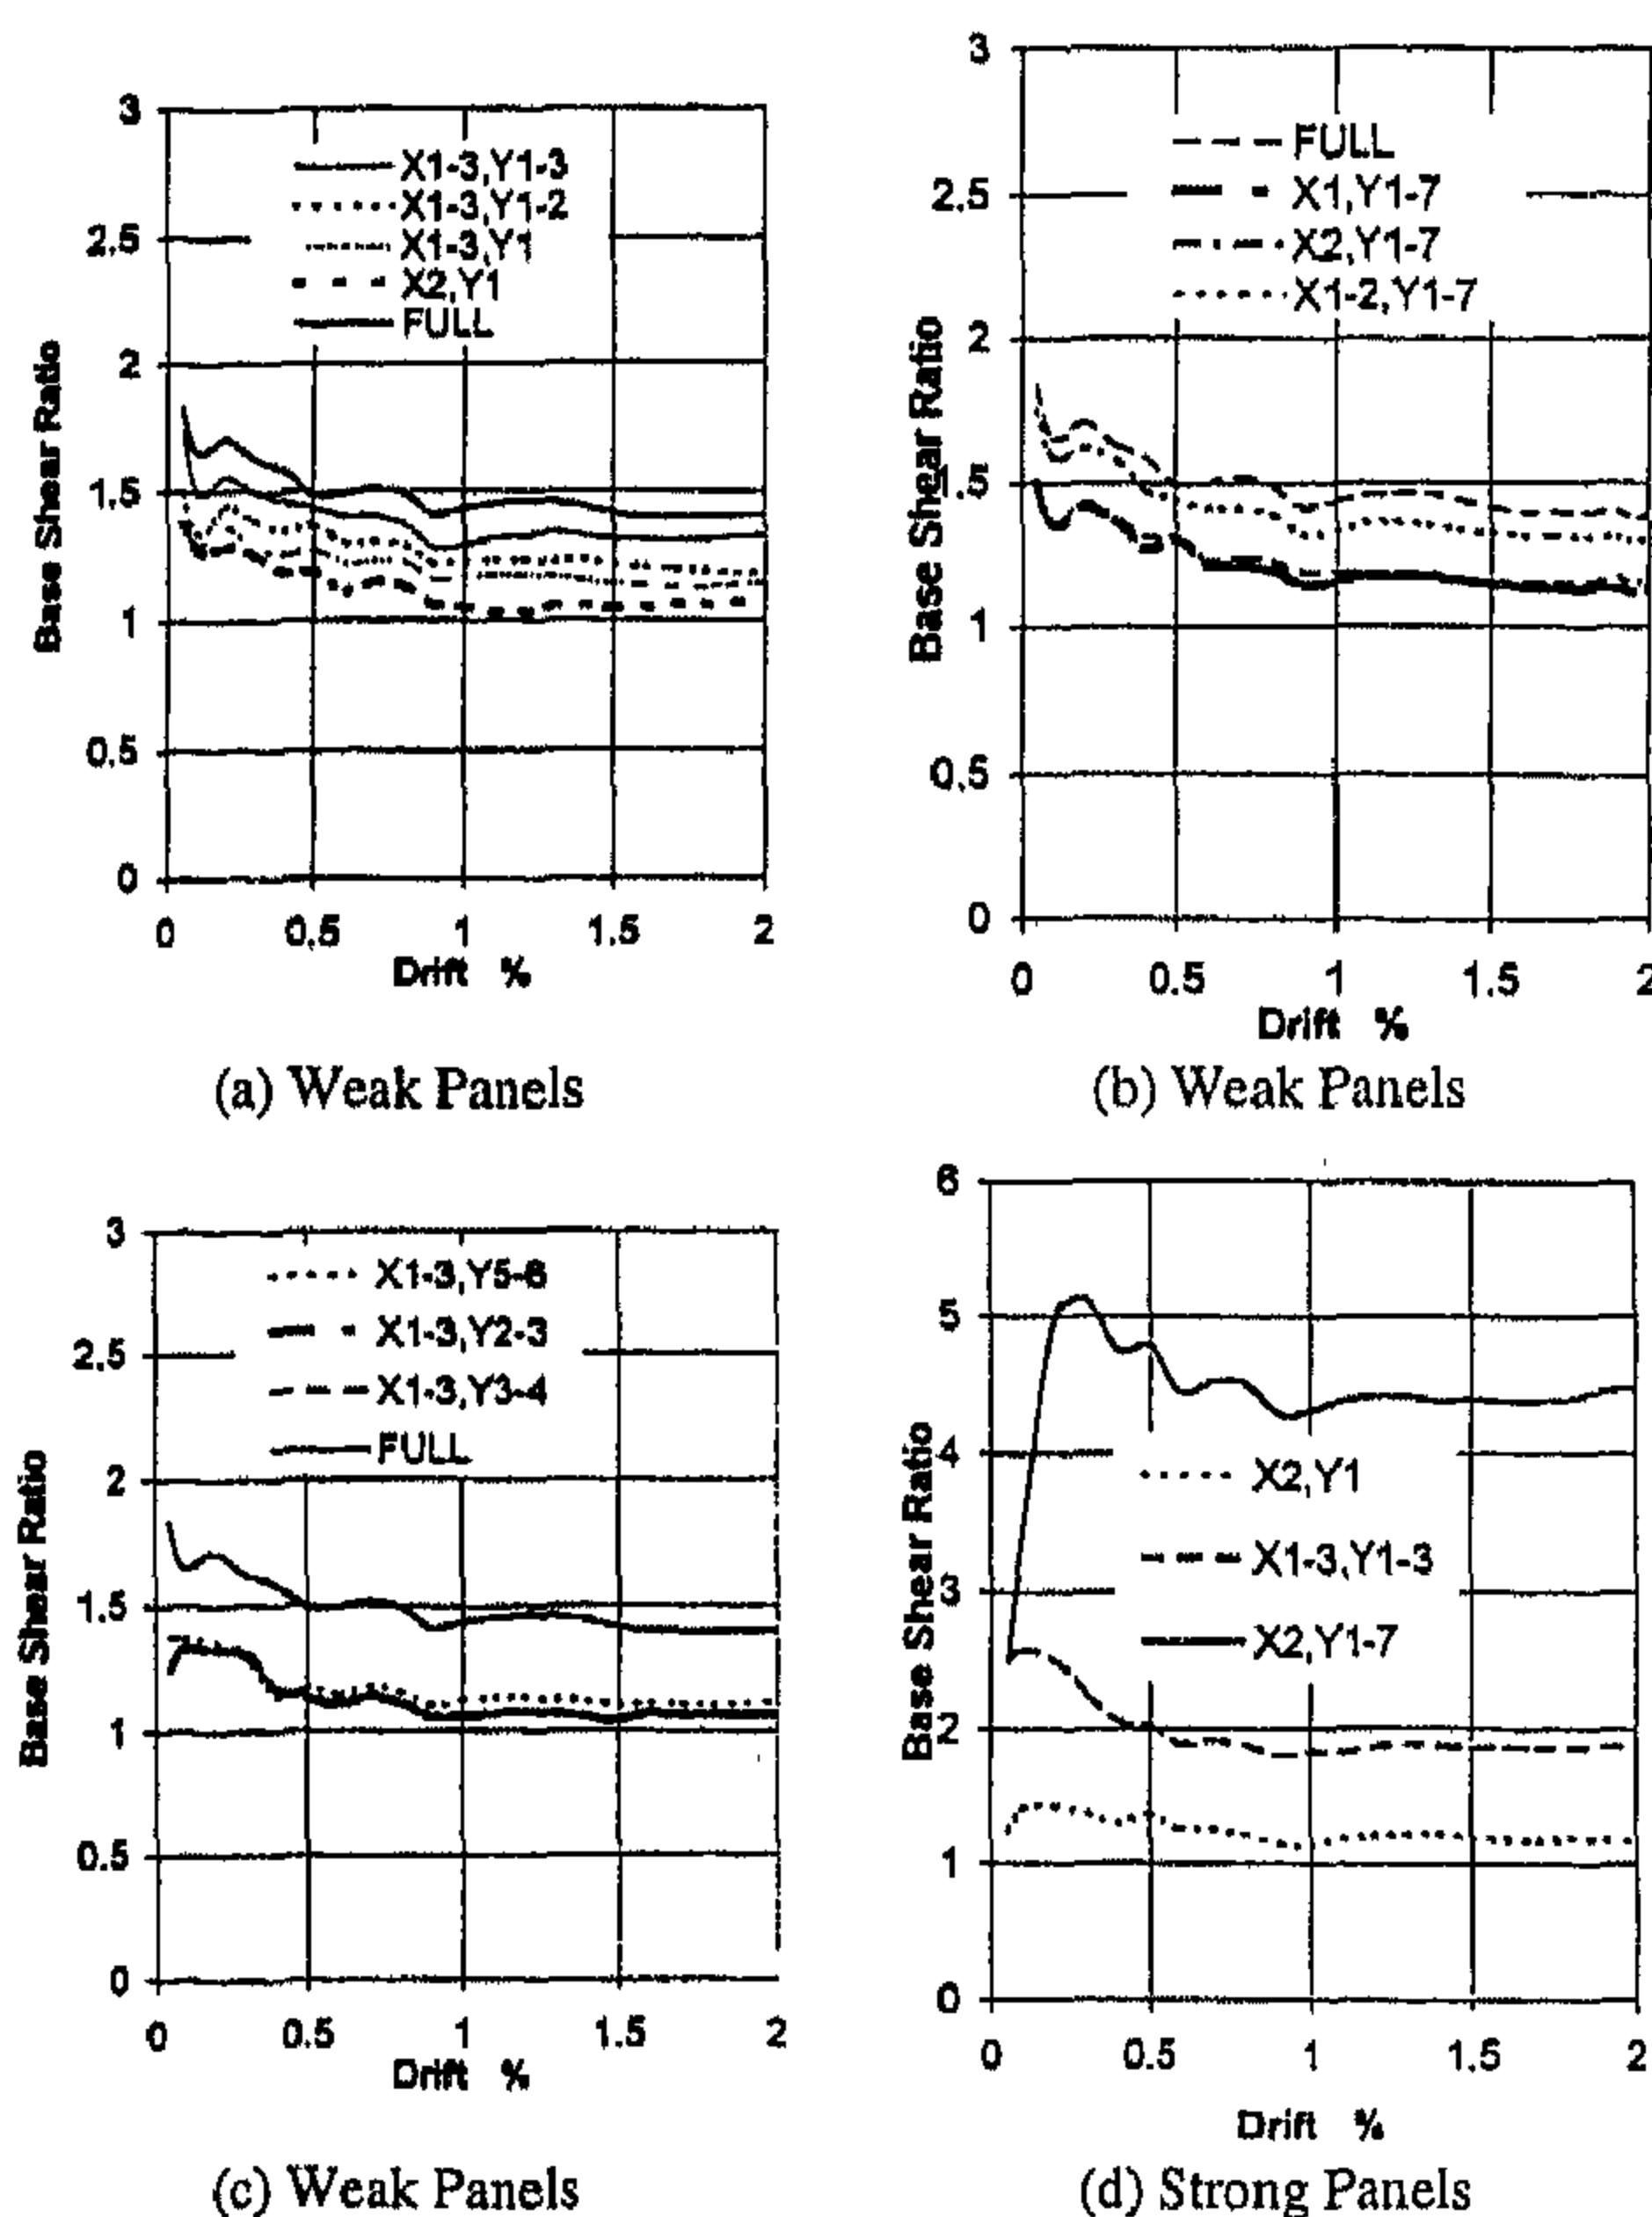 3
2.5
2
1.5
1
0.5
0
X1-3,Y1-3
X1-3,Y1-2
X1-3,Y1
X2,Y1
FULL
Base Shear Ratio
0 0.5 1 1.5 2
Drift %
(a) Weak Panels
3
2.5
2
.5
1
0.5
0
FULL
X1,Y1-7
X2,Y1-7
X1-2,Y1-7
Base Shear Ratio
0 0.5 1 1.5 2
Drift %
(b) Weak Panels
3
2.5
2
1.5
1
0.5
0
X1-3,Y5-6
X1-3,Y2-3
X1-3,Y3-4
FULL
Base Shear Ratio
0 0.5 1 1.5 2
Drift %
(c) Weak Panels
6
5
4
3
2
1
0
X2,Y1
X1-3,Y1-3
X2,Y1-7
Base Shear Ratio
0 0.5 1 1.5 2
Drift %
(d) Strong Panels